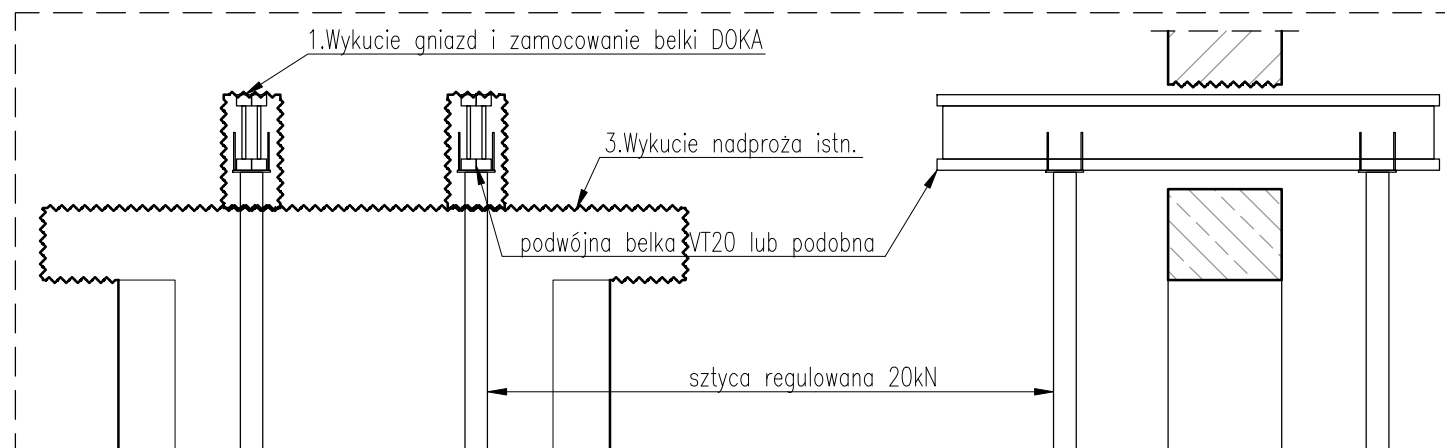 1.Wykucie gniazd i zamocowanie belki DOKA
3.Wykucie nadproża istn.
podwójna belka VT20 lub podobna
sztyca regulowana 20kN